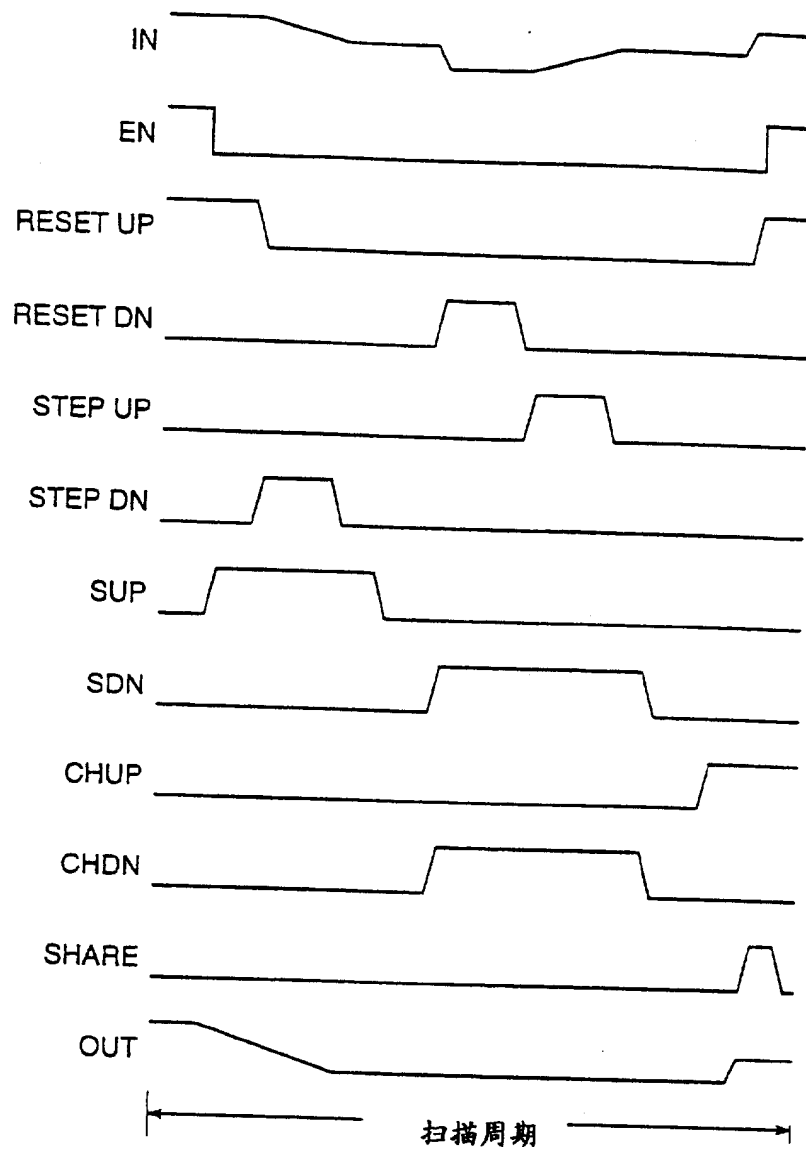 IN
EN
RESET UP
RESET DN
STEP UP
STEP DN
SUP
SDN
CHUP
CHDN
SHARE
OUT
扫描周期